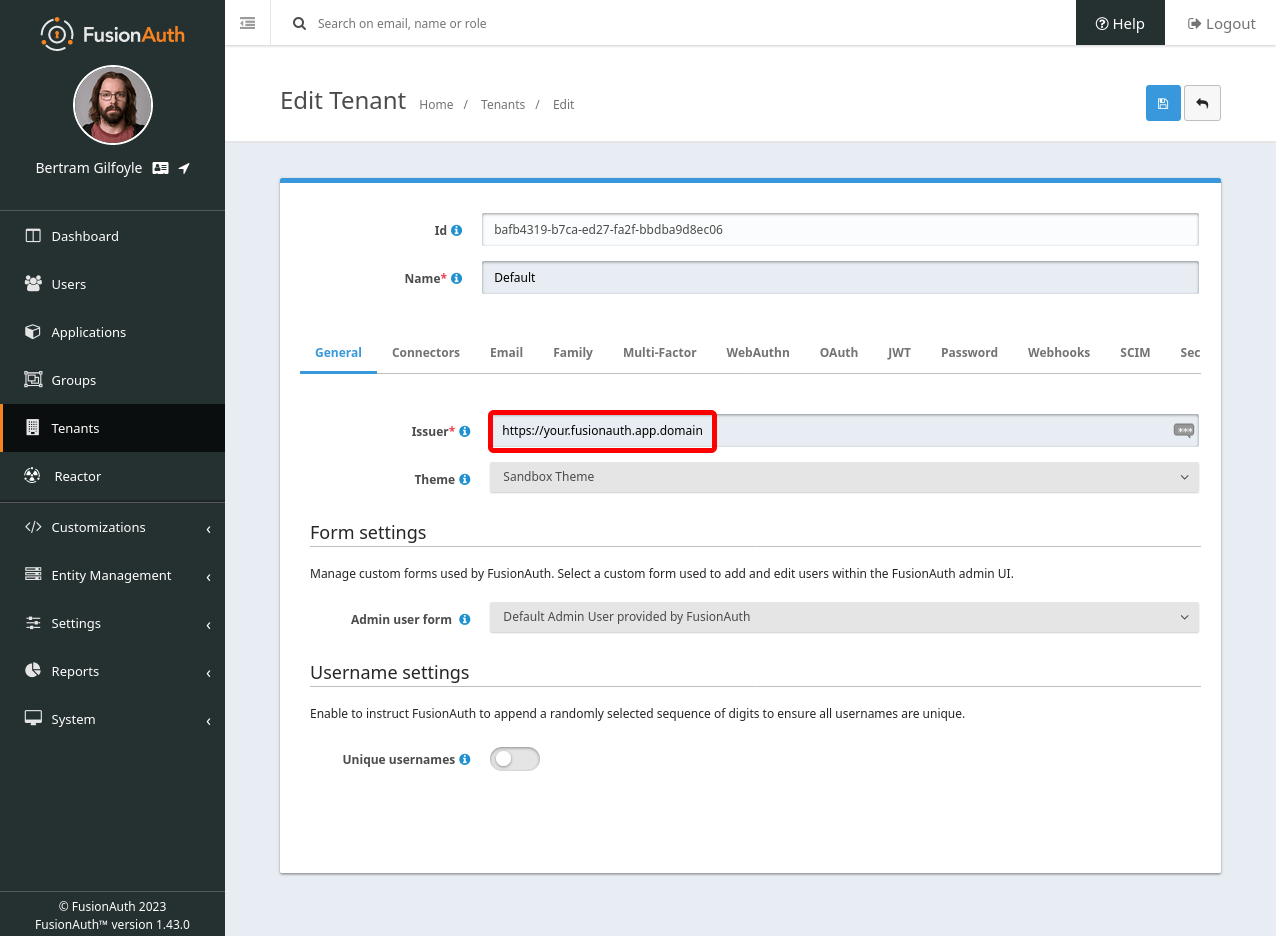 FusionAuth
Search on email, name or role
Help
Logout
Bertram Gilfoyle
Edit Tenant
Home / Tenants / Edit
Dashboard
Users
Applications
Groups
Tenants
Reactor
Customizations
Entity Management
Settings
Reports
System
© FusionAuth 2023
FusionAuth™ version 1.43.0
Id
bafb4319-b7ca-ed27-fa2f-bbdba9d8ec06
Name*
Default
General Connectors Email Family Multi-Factor WebAuthn OAuth JWT Password Webhooks SCIM Sec
Issuer*
https://your.fusionauth.app.domain
Theme
Sandbox Theme
Form settings
Manage custom forms used by FusionAuth. Select a custom form used to add and edit users within the FusionAuth admin UI.
Admin user form
Default Admin User provided by FusionAuth
Username settings
Enable to instruct FusionAuth to append a randomly selected sequence of digits to ensure all usernames are unique.
Unique usernames